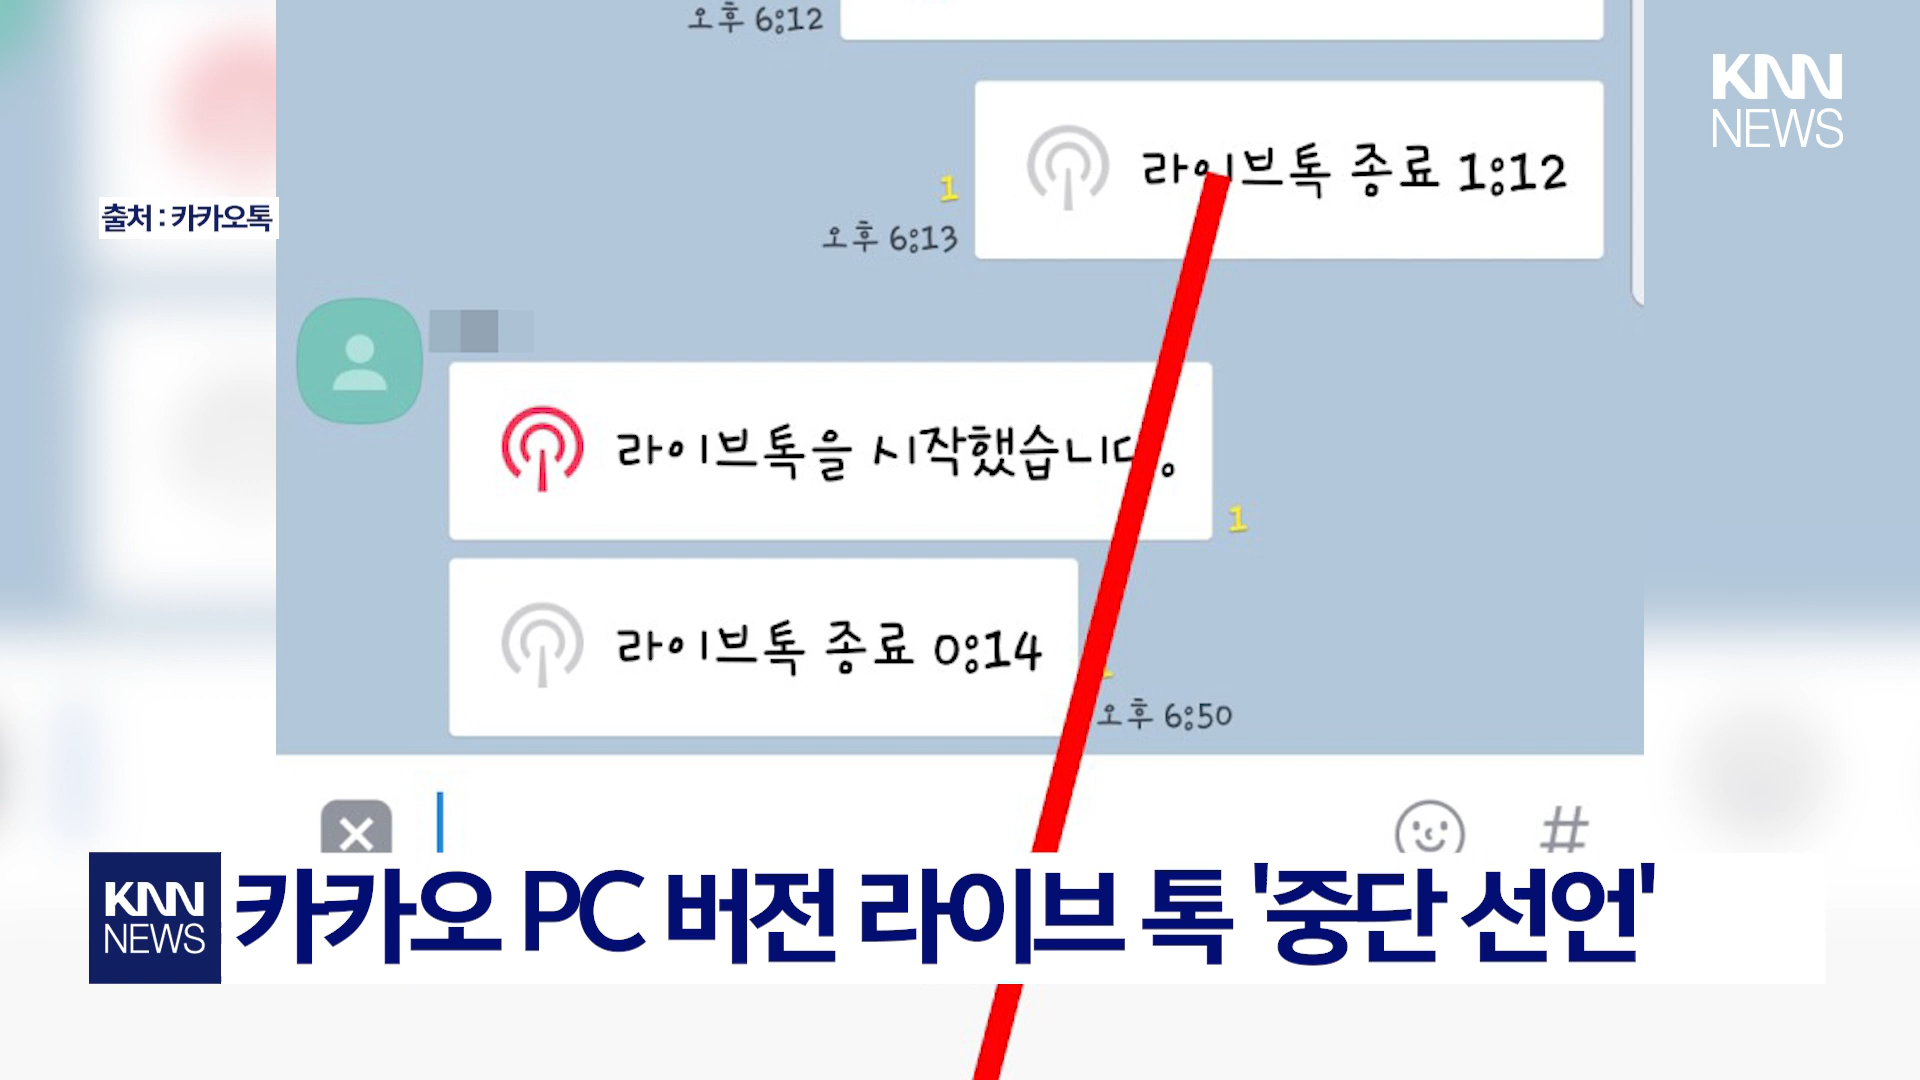 오후 6:12
KNN
NEWS
라이브톡 종료 1:12
1
오후 6:13
출처 : 카카오톡
라이브톡을 시작했습니다.
1
라이브톡 종료 0:14
오후 6:50
#
KNN
NEWS
카카오 PC 버전 라이브 톡 '중단 선언'